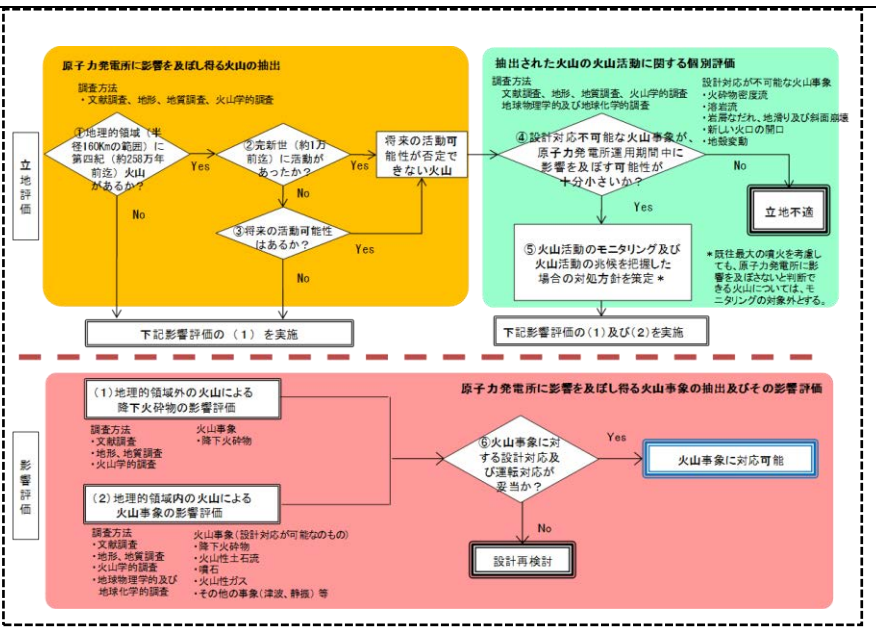 原子力発電所に影響を及ぼし得る火山の抽出
調査方法
・文献調査、地形、地質調査、火山学的調査
①地理的領域（半
径160Kmの範囲）に
第四紀（約258万年
前迄）火山
があるか？
Yes
No
②完新世（約1万
前迄）に活動が
あったか？
Yes
No
③将来の活動可能性
はあるか？
Yes
No
将来の活動可
能性が否定で
きない火山
立地評価
下記影響評価の（１）を実施
抽出された火山の火山活動に関する個別評価
調査方法
文献調査、地形、地質調査、火山学的調査
地球物理学的及び地球化学的調査
設計対応が不可能な火山事象
・火砕物密度流
・溶岩流
・岩屑なだれ、地滑り及び斜面崩壊
・新しい火口の開口
・地殻変動
④設計対応不可能な火山事象が、
原子力発電所運用期間中に
影響を及ぼす可能性が
十分小さいか？
No
Yes
立地不適
⑤火山活動のモニタリング及び
火山活動の兆候を把握した
場合の対処方針を策定＊
＊既往最大の噴火を考慮し
ても、原子力発電所に影
響を及ぼさないと判断で
きる火山については、モ
ニタリングの対象外とする。
下記影響評価の(１)及び(２)を実施
影響評価
原子力発電所に影響を及ぼし得る火山事象の抽出及びその影響評価
(１)地理的領域外の火山による
降下火砕物の影響評価
調査方法
・文献調査
・地形、地質調査
・火山学的調査
火山事象
・降下火砕物
(２)地理的領域内の火山による
火山事象の影響評価
調査方法
・文献調査
・地形、地質調査
・火山学的調査
・地球物理学的及び
地球化学的調査
火山事象(設計対応が可能なのもの)
・降下火砕物
・火山性土石流
・噴石
・火山性ガス
・その他の事象(津波、静振) 等
⑥火山事象に対
する設計対応及
び運転対応が
妥当か？
Yes
火山事象に対応可能
No
設計再検討